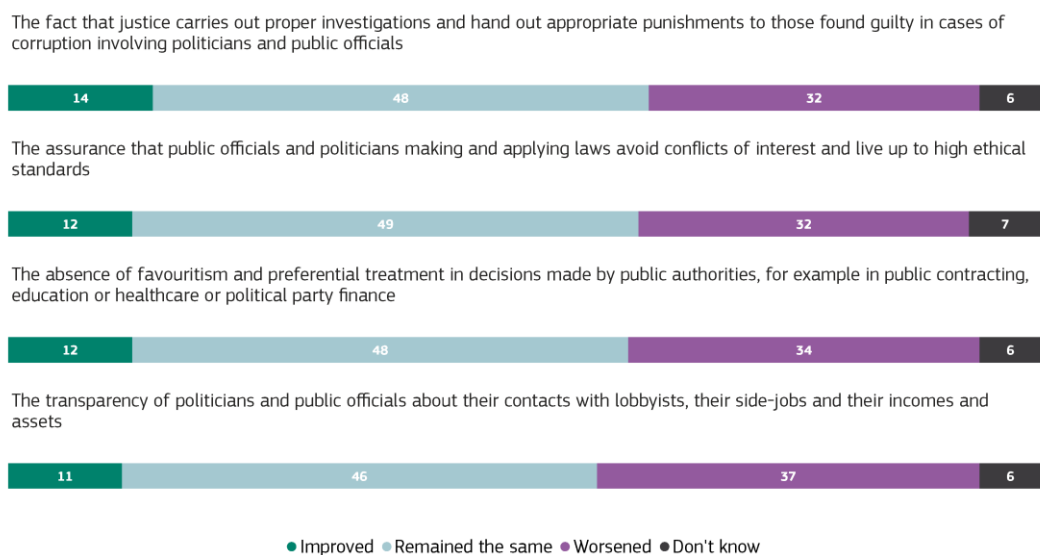 The fact that justice carries out proper investigations and hand out appropriate punishments to those found guilty in cases of
corruption involving politicians and public officials
14 48 32 6
The assurance that public officials and politicians making and applying laws avoid conflicts of interest and live up to high ethical
standards
12 49 32 7
The absence of favouritism and preferential treatment in decisions made by public authorities, for example in public contracting,
education or healthcare or political party finance
12 48 34 6
The transparency of politicians and public officials about their contacts with lobbyists, their side-jobs and their incomes and
assets
11 46 37 6
Improved Remained the same Worsened Don't know